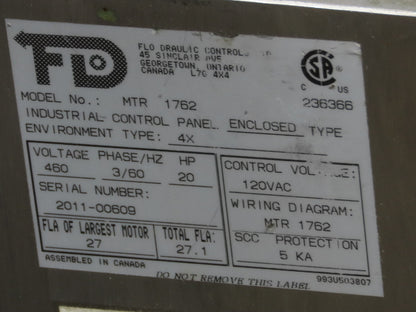 FD
FLO DRAULIC CONTROLS
45 SINCLAIR AVE
GEORGETOWN, ONTARIO
CANADA L7G 4X4
SA
C US
MODEL No.: MTR 1762
236366
INDUSTRIAL CONTROL PANEL ENCLOSED TYPE
ENVIRONMENT TYPE: 4X
VOLTAGE PHASE/HZ HP
460 3/60 20
SERIAL NUMBER:
2011-00609
FLA OF LARGEST MOTOR
27
TOTAL FLA:
27.1
CONTROL VOLTAGE:
120VAC
WIRING DIAGRAM:
MTR 1762
SCC PROTECTION
5 KA
ASSEMBLED IN CANADA
DO NOT REMOVE THIS LABEL
993U503807